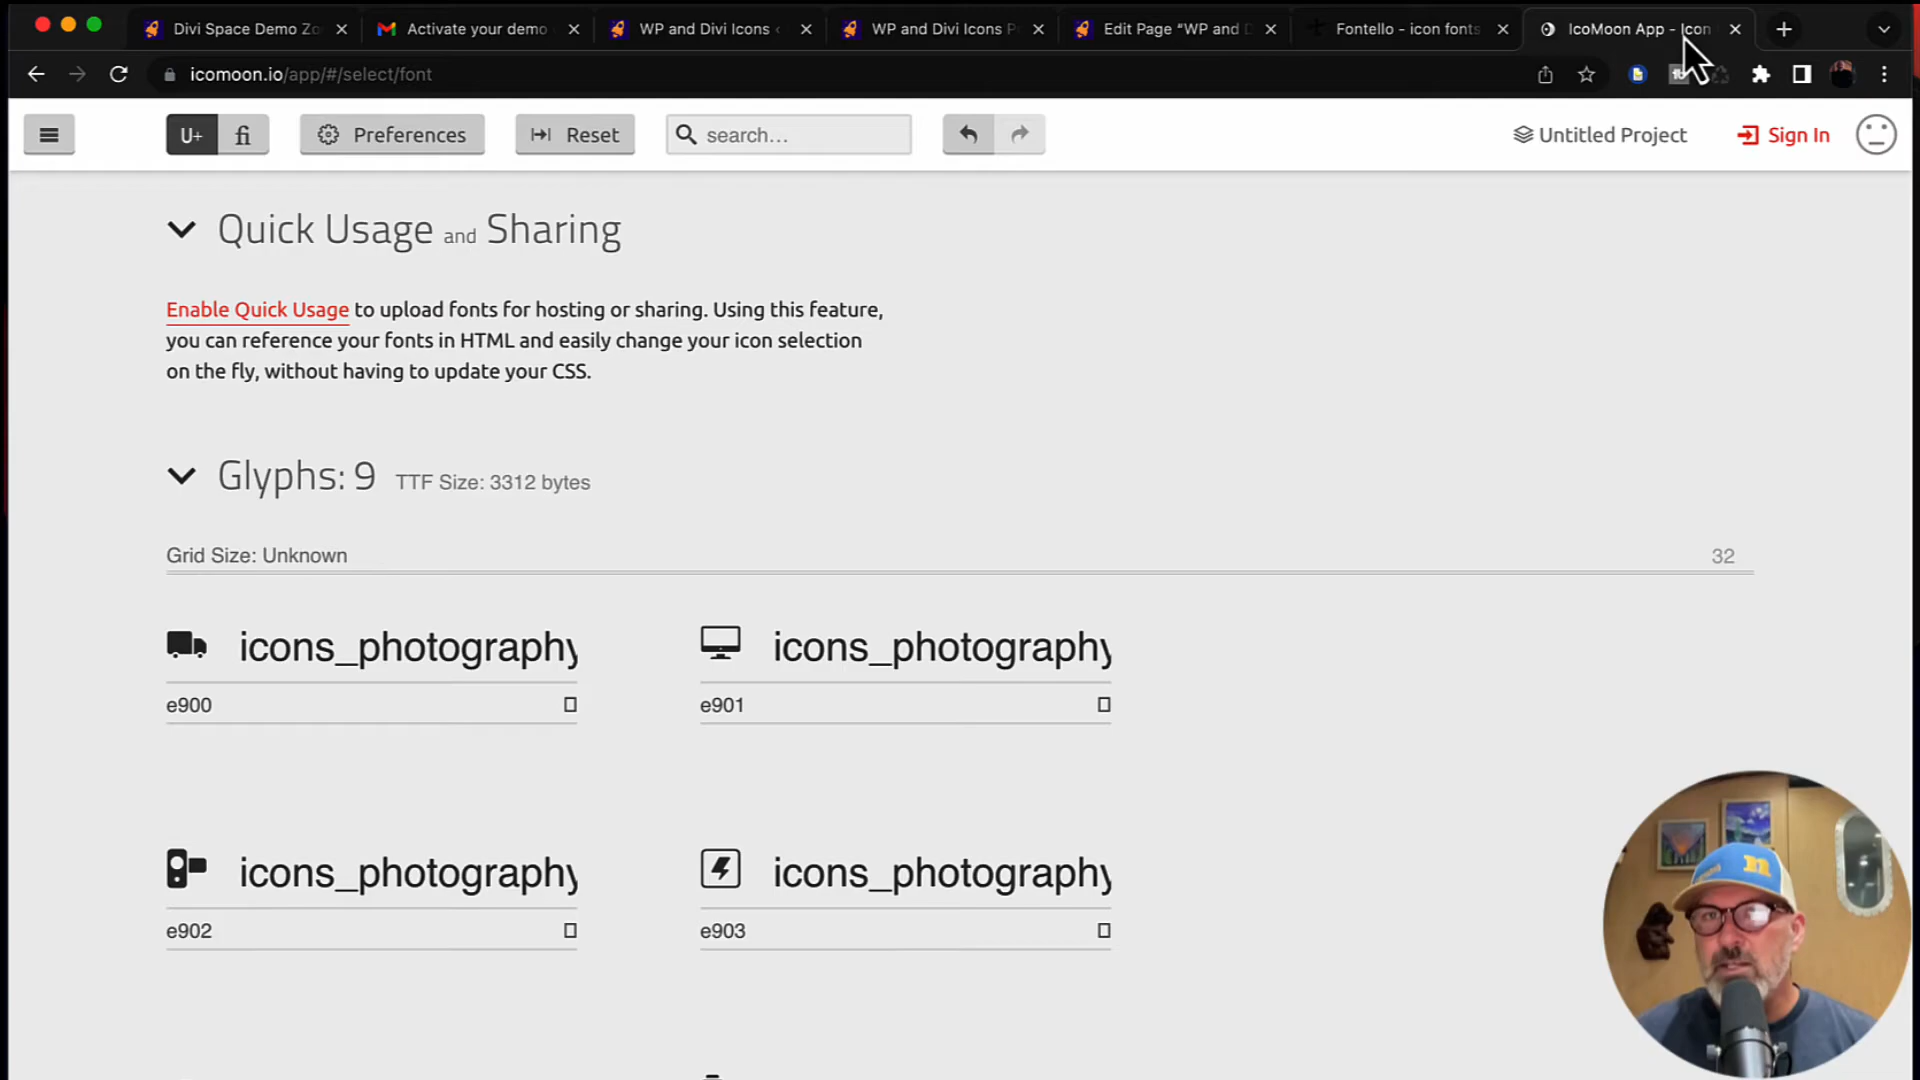 Divi Space Demo Zo
Activate your demo
WP and Divi Icons
WP and Divi Icons P
Edit Page “WP and D
Fontello - icon fonts
IcoMoon App - Icon
icomoon.io/app/#/select/font
U+
fi
Preferences
Reset
search...
Untitled Project
Sign In
Quick Usage and Sharing
Enable Quick Usage to upload fonts for hosting or sharing. Using this feature,
you can reference your fonts in HTML and easily change your icon selection
on the fly, without having to update your CSS.
Glyphs: 9 TTF Size: 3312 bytes
Grid Size: Unknown
32
icons_photography
icons_photography
e900
e901
icons_photography
icons_photography
e902
e903